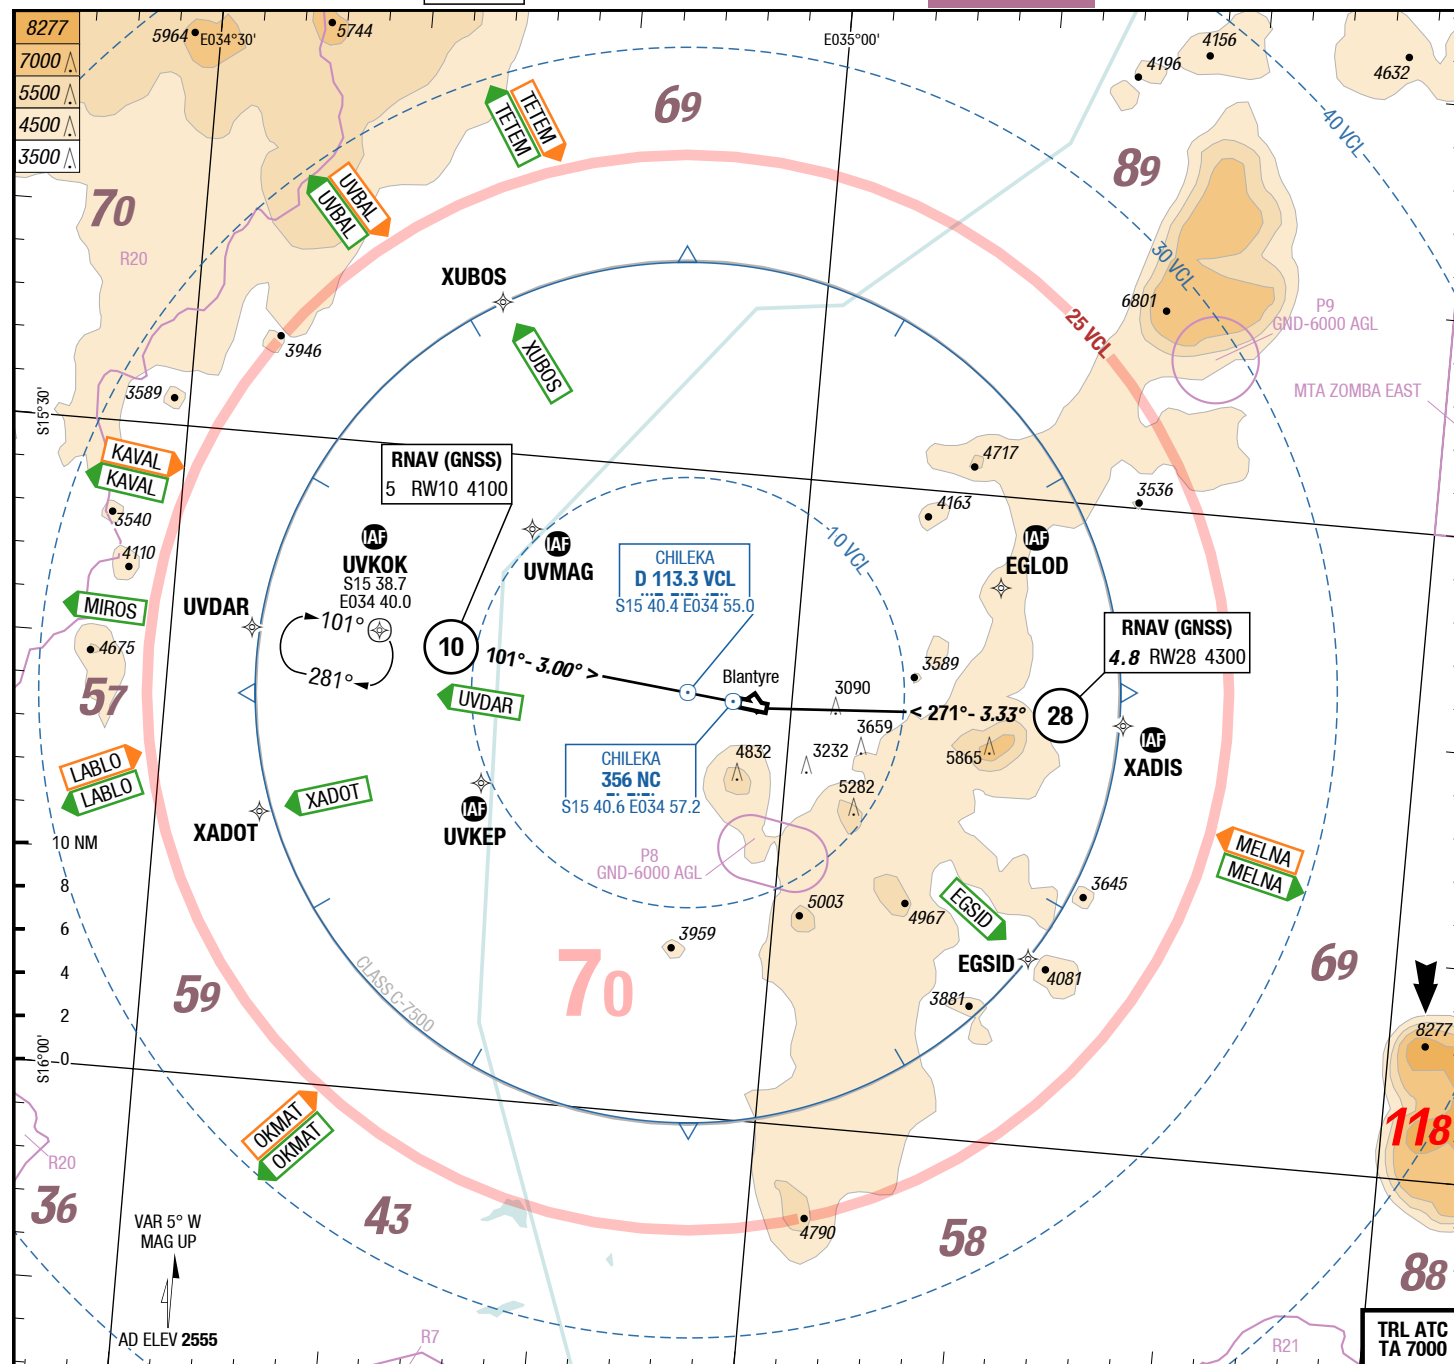 8277
7000
5500
4500
3500
5964
E034°30'
5744
E035°00'
4156
4196
4632
TETEM
TETEM
69
40 VCL
89
UVBAL
UVBAL
70
R20
30 VCL
XUBOS
6801
P9
GND-6000 AGL
25 VCL
3946
XUBOS
3589
MTA ZOMBA EAST
S15°30'
KAVAL
KAVAL
RNAV (GNSS)
5 RW10 4100
4717
3536
4163
3540
4110
IAF
UVKOK
S15 38.7
E034 40.0
IAF
UVMAG
10 VCL
IAF
EGLOD
CHILEKA
D 113.3 VCL
S15 40.4 E034 55.0
MIROS
UVDAR
101°
281°
10
101°- 3.00° >
4675
RNAV (GNSS)
4.8 RW28 4300
3589
Blantyre
57
UVDAR
3090
< 271°- 3.33°
28
3659
IAF
XADIS
LABLO
LABLO
CHILEKA
356 NC
S15 40.6 E034 57.2
4832
3232
5865
5282
XADOT
XADOT
IAF
UVKEP
10 NM
8
6
4
2
0
P8
GND-6000 AGL
MELNA
MELNA
3645
5003
4967
EGSID
3959
EGSID
4081
3881
69
59
70
CLASS C-7500
8277
S16°00'
118
OKMAT
OKMAT
R20
36
43
4790
58
88
VAR 5° W
MAG UP
AD ELEV 2555
R7
R21
TRL ATC
TA 7000